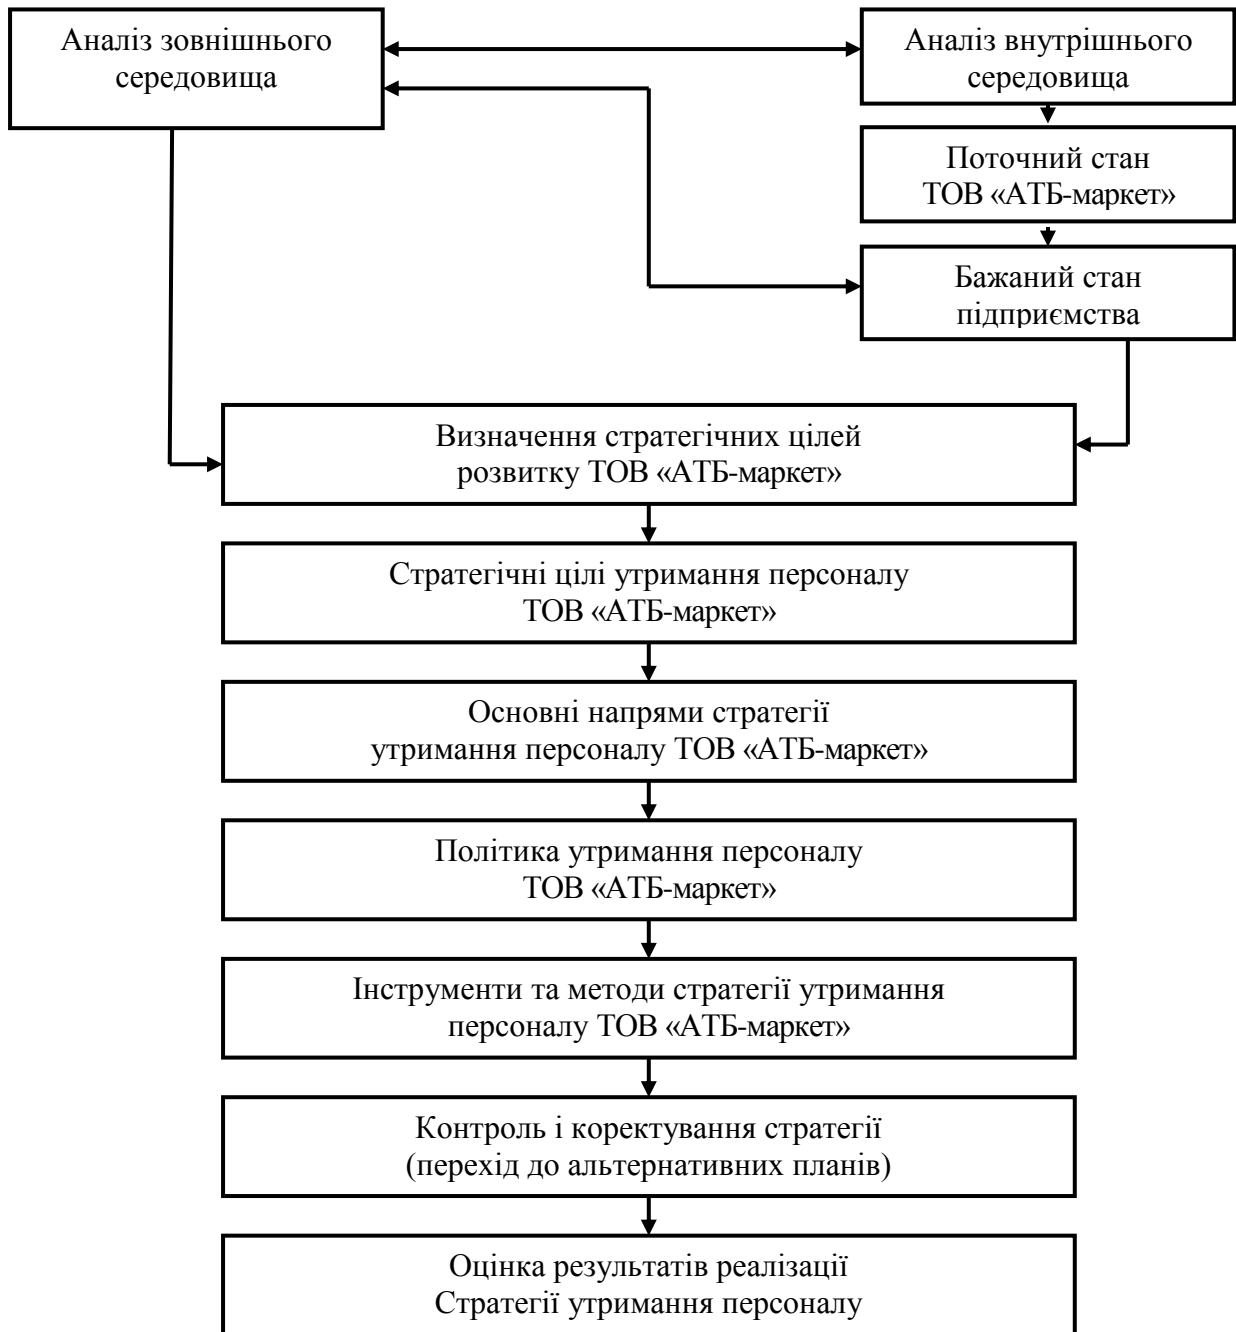 Аналіз зовнішнього
середовища
Аналіз внутрішнього
середовища
Поточний стан
ТОВ «АТБ-маркет»
Бажаний стан
підприємства
Визначення стратегічних цілей
розвитку ТОВ «АТБ-маркет»
Стратегічні цілі утримання персоналу
ТОВ «АТБ-маркет»
Основні напрями стратегії
утримання персоналу ТОВ «АТБ-маркет»
Політика утримання персоналу
ТОВ «АТБ-маркет»
Інструменти та методи стратегії утримання
персоналу ТОВ «АТБ-маркет»
Контроль і коректування стратегії
(перехід до альтернативних планів)
Оцінка результатів реалізації
Стратегії утримання персоналу